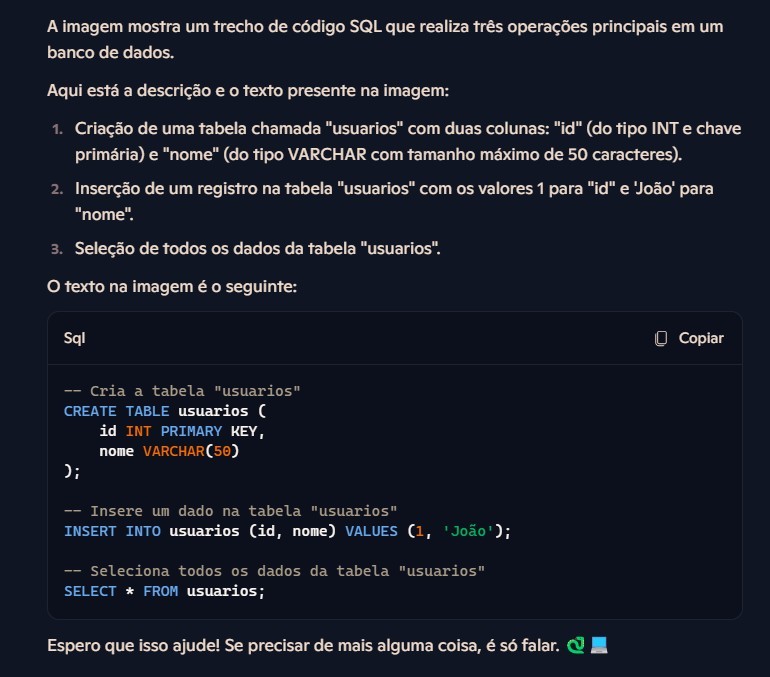 A imagem mostra um trecho de código SQL que realiza três operações principais em um
banco de dados.
Aqui está a descrição e o texto presente na imagem:
1. Criação de uma tabela chamada "usuarios" com duas colunas: "id" (do tipo INT e chave
primária) e "nome" (do tipo VARCHAR com tamanho máximo de 50 caracteres).
2. Inserção de um registro na tabela "usuarios" com os valores 1 para "id" e 'João' para
"nome".
3. Seleção de todos os dados da tabela "usuarios".
O texto na imagem é o seguinte:
Sql Copiar
-- Cria a tabela "usuarios"
CREATE TABLE usuarios (
    id INT PRIMARY KEY,
    nome VARCHAR(50)
);
-- Insere um dado na tabela "usuarios"
INSERT INTO usuarios (id, nome) VALUES (1, 'João');
-- Seleciona todos os dados da tabela "usuarios"
SELECT * FROM usuarios;
Espero que isso ajude! Se precisar de mais alguma coisa, é só falar.